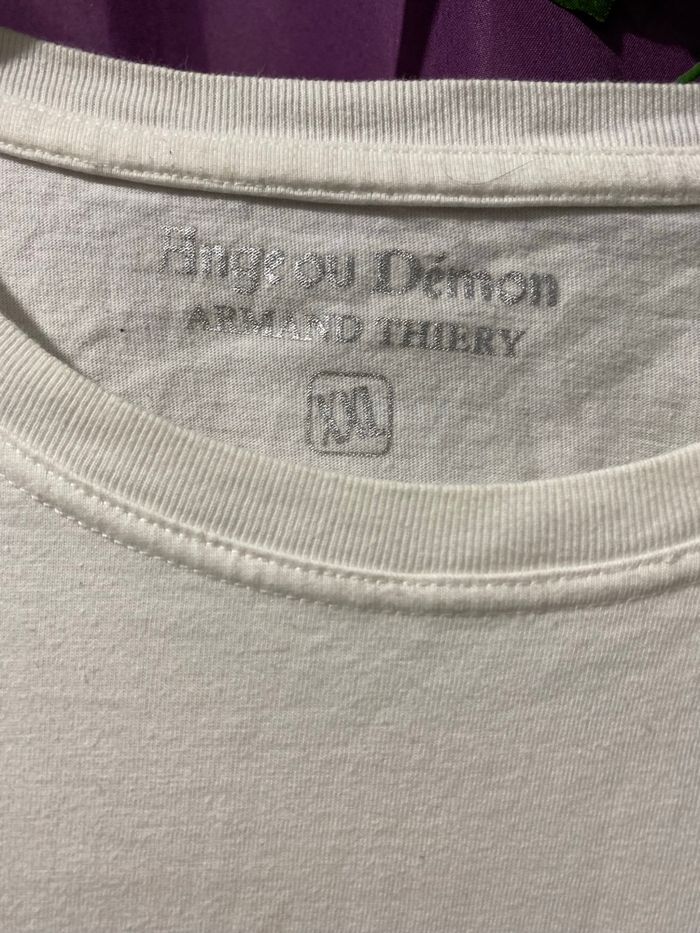 Ange ou Démon
ARMAND THIERY
XXL